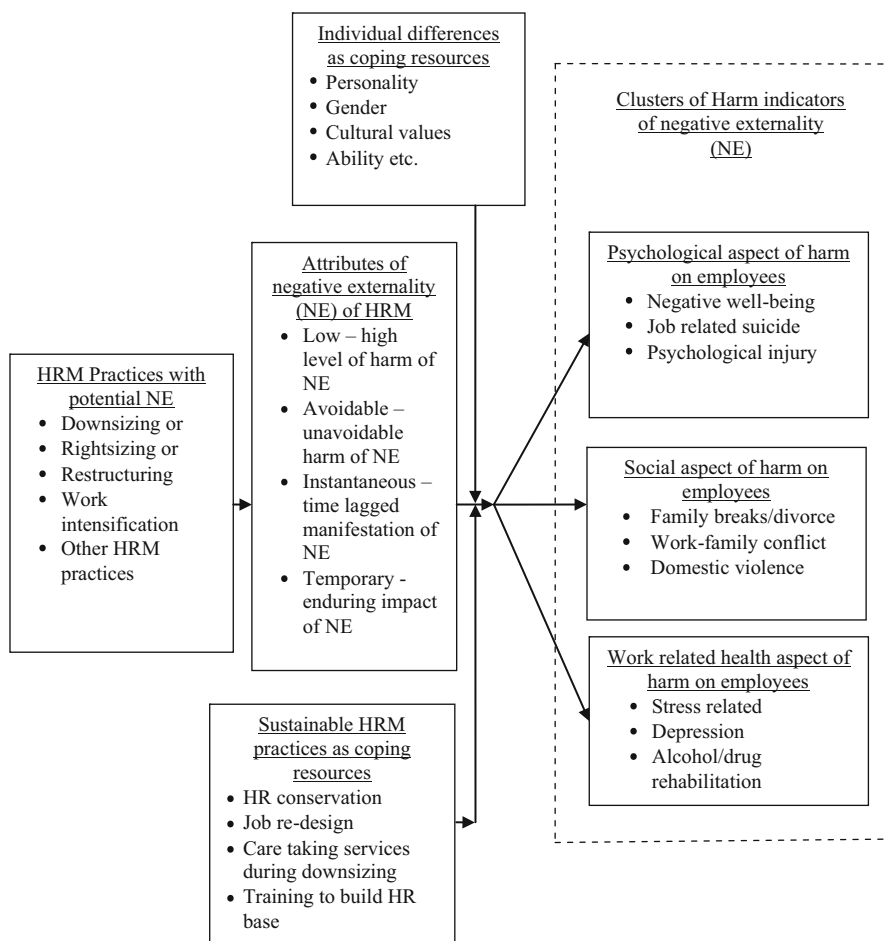 Individual differences
as coping resources
• Personality
• Gender
• Cultural values
• Ability etc.
Clusters of Harm indicators
of negative externality
(NE)
Attributes of
negative externality
(NE) of HRM
• Low – high
level of harm of
NE
• Avoidable –
unavoidable
harm of NE
• Instantaneous –
time lagged
manifestation of
NE
• Temporary -
enduring impact
of NE
HRM Practices with
potential NE
• Downsizing or
• Rightsizing or
• Restructuring
• Work
intensification
• Other HRM
practices
Psychological aspect of harm
on employees
• Negative well-being
• Job related suicide
• Psychological injury
Social aspect of harm on
employees
• Family breaks/divorce
• Work-family conflict
• Domestic violence
Work related health aspect of
harm on employees
• Stress related
• Depression
• Alcohol/drug
rehabilitation
Sustainable HRM
practices as coping
resources
• HR conservation
• Job re-design
• Care taking services
during downsizing
• Training to build HR
base